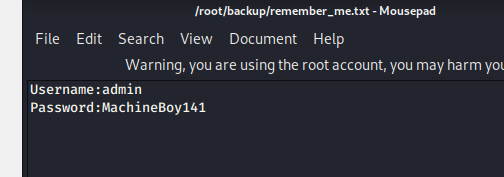 /root/backup/remember_me.txt - Mousepad
File Edit Search View Document Help
Warning, you are using the root account, you may harm
Username:admin
Password:MachineBoy141